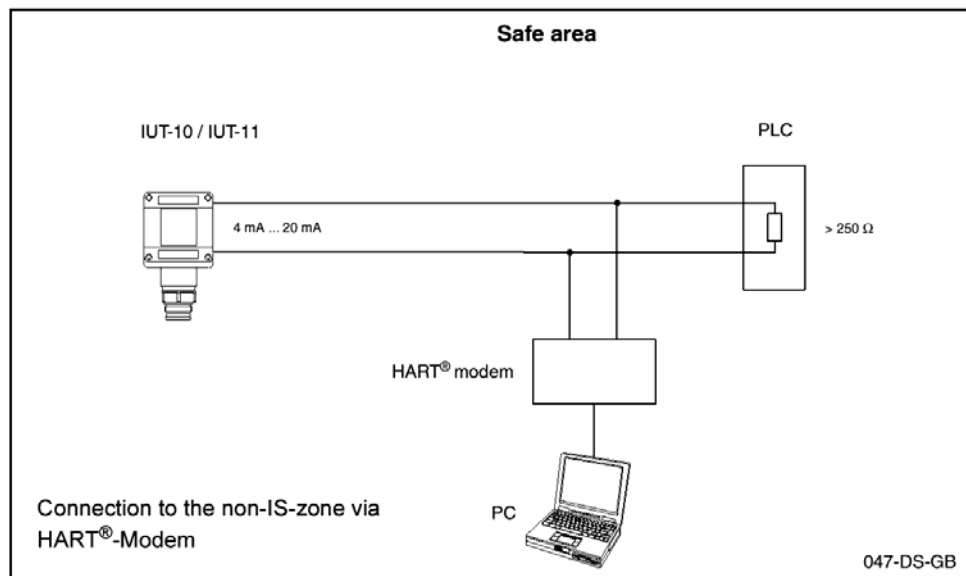 Safe area
IUT-10 / IUT-11
PLC
4 mA ... 20 mA
> 250 Ω
HART® modem
PC
Connection to the non-IS-zone via
HART®-Modem
047-DS-GB